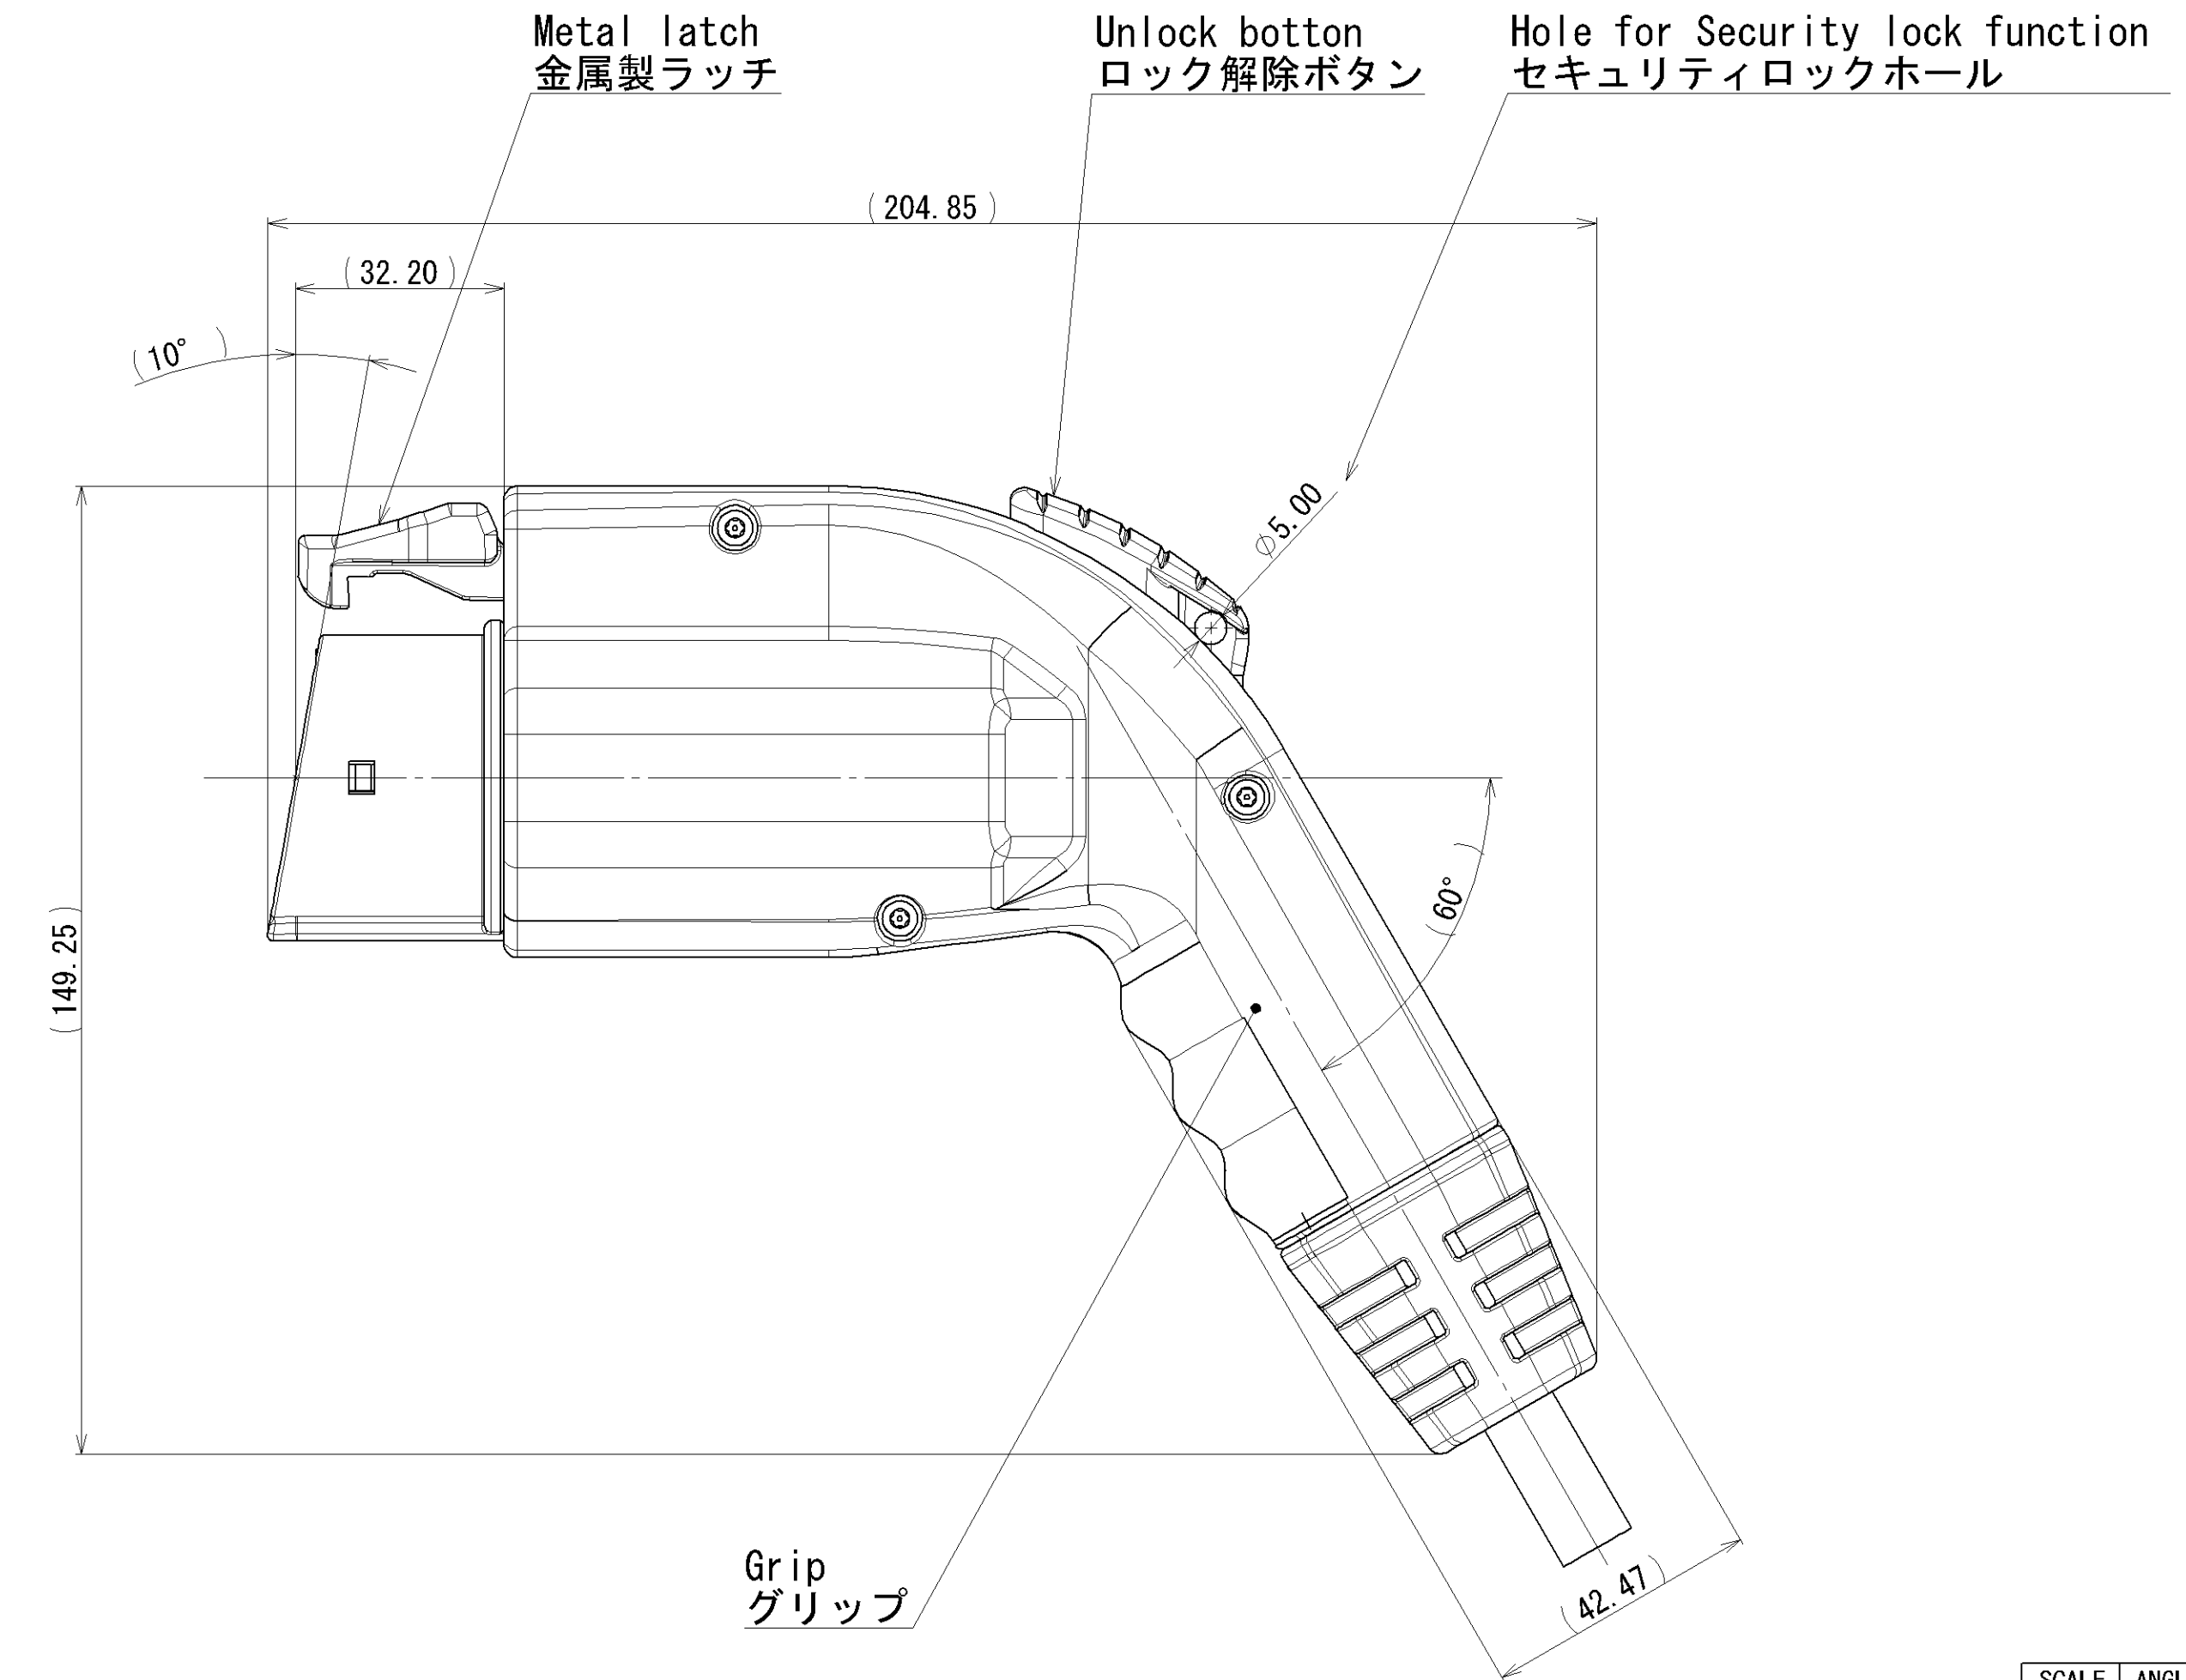 Metal latch
金属製ラッチ
Unlock botton
ロック解除ボタン
Hole for Security lock function
セキュリティロックホール
(204.85)
(32.20)
(10°)
⌀5.00
(60°)
(149.25)
Grip
グリップ
(42.47)
SCALE